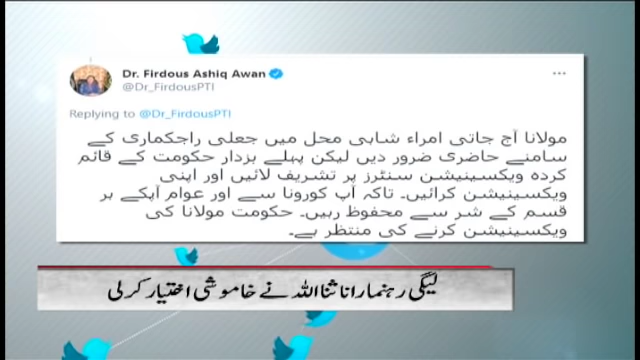 Dr. Firdous Ashiq Awan
@Dr_FirdousPTI
Replying to @Dr_FirdousPTI
مولانا آج جاتی امراء شاہی محل میں جعلی راجکماری کے
سامنے حاضری ضرور دیں لیکن پہلے بزدار حکومت کے قائم
کردہ ویکسینیشن سنٹرز پر تشریف لائیں اور اپنی
ویکسینیشن کرائیں۔ تاکہ آپ کورونا سے اور عوام آپکے ہر
قسم کے شر سے محفوظ رہیں۔ حکومت مولانا کی
ویکسینیشن کرنے کی منتظر ہے۔
لیگی رہنما رانا ثنا اللہ نے خاموشی اختیار کر لی